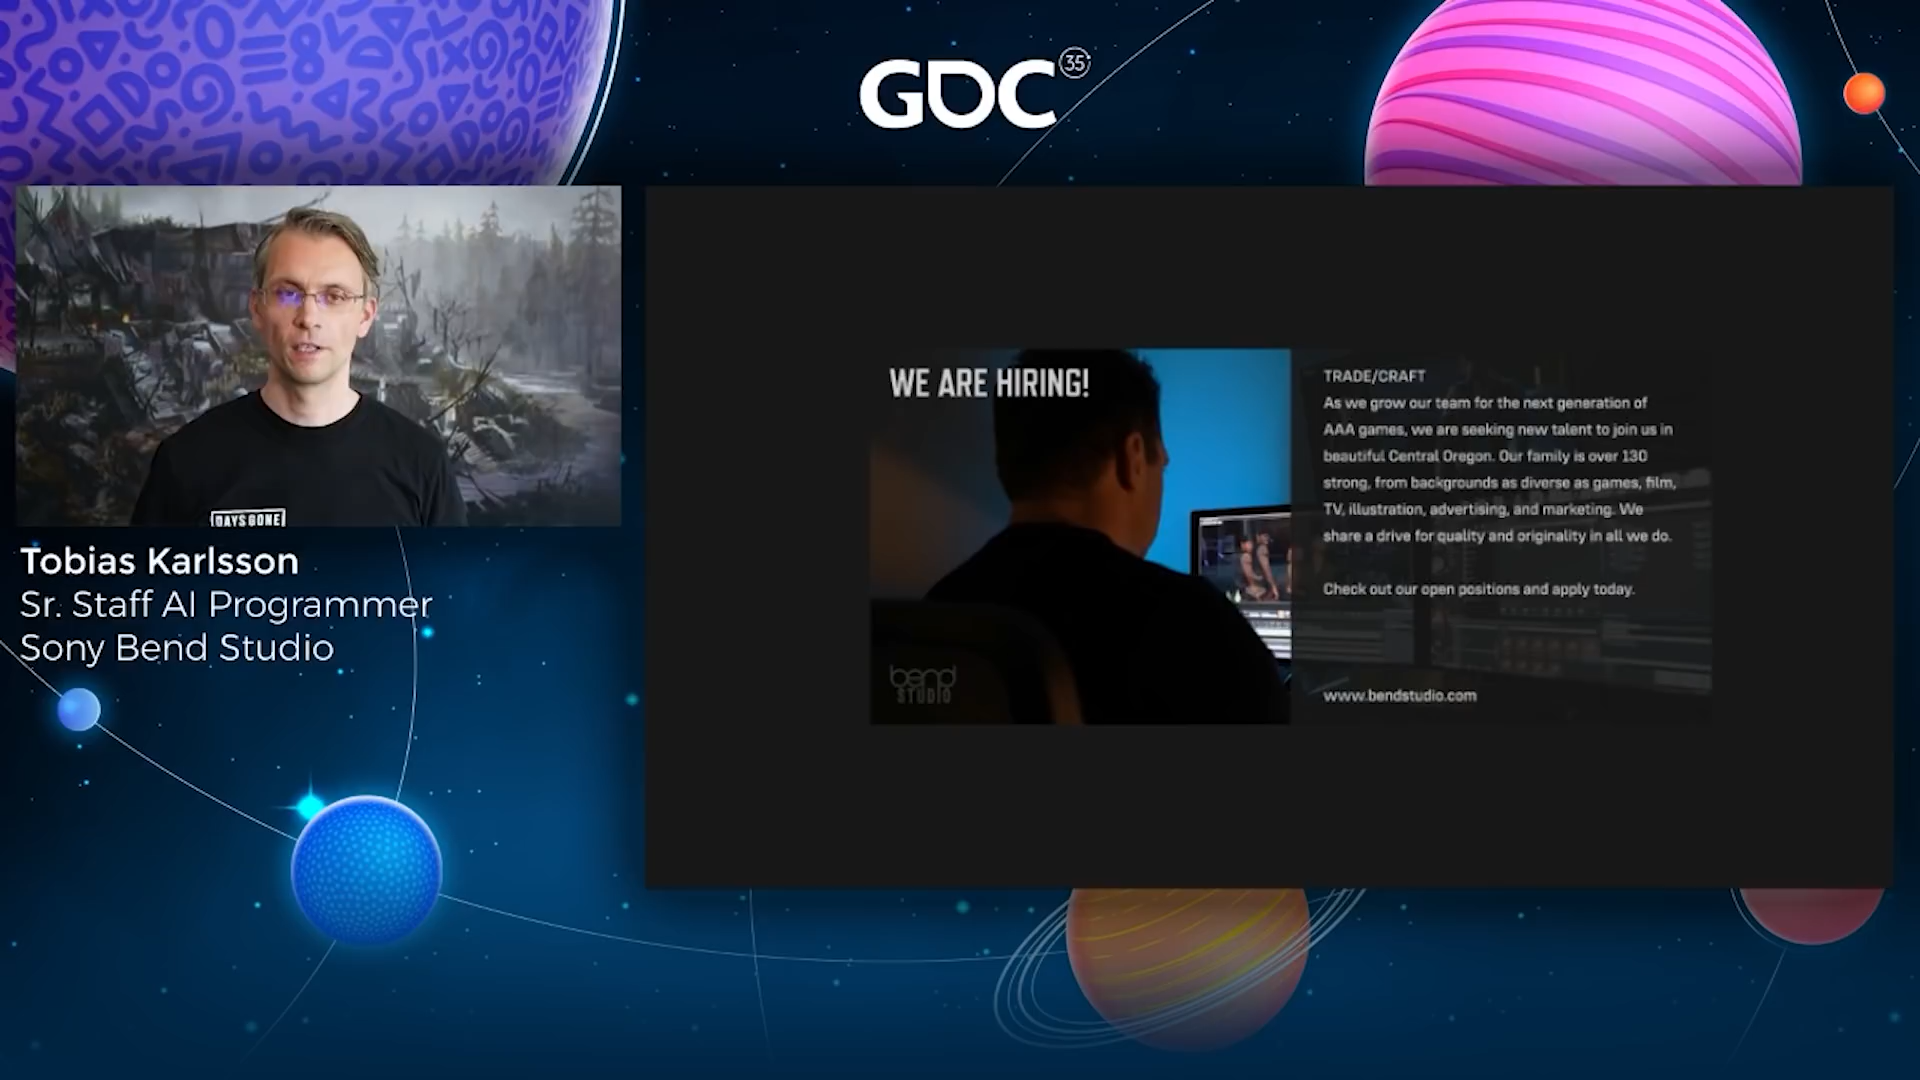 GDC 35
DAYS GONE
Tobias Karlsson
Sr. Staff AI Programmer
Sony Bend Studio
WE ARE HIRING!
bend
STUDIO
TRADE/CRAFT
As we grow our team for the next generation of
AAA games, we are seeking new talent to join us in
beautiful Central Oregon. Our family is over 130
strong, from backgrounds as diverse as games, film,
TV, illustration, advertising, and marketing. We
share a drive for quality and originality in all we do.
Check out our open positions and apply today.
www.bendstudio.com